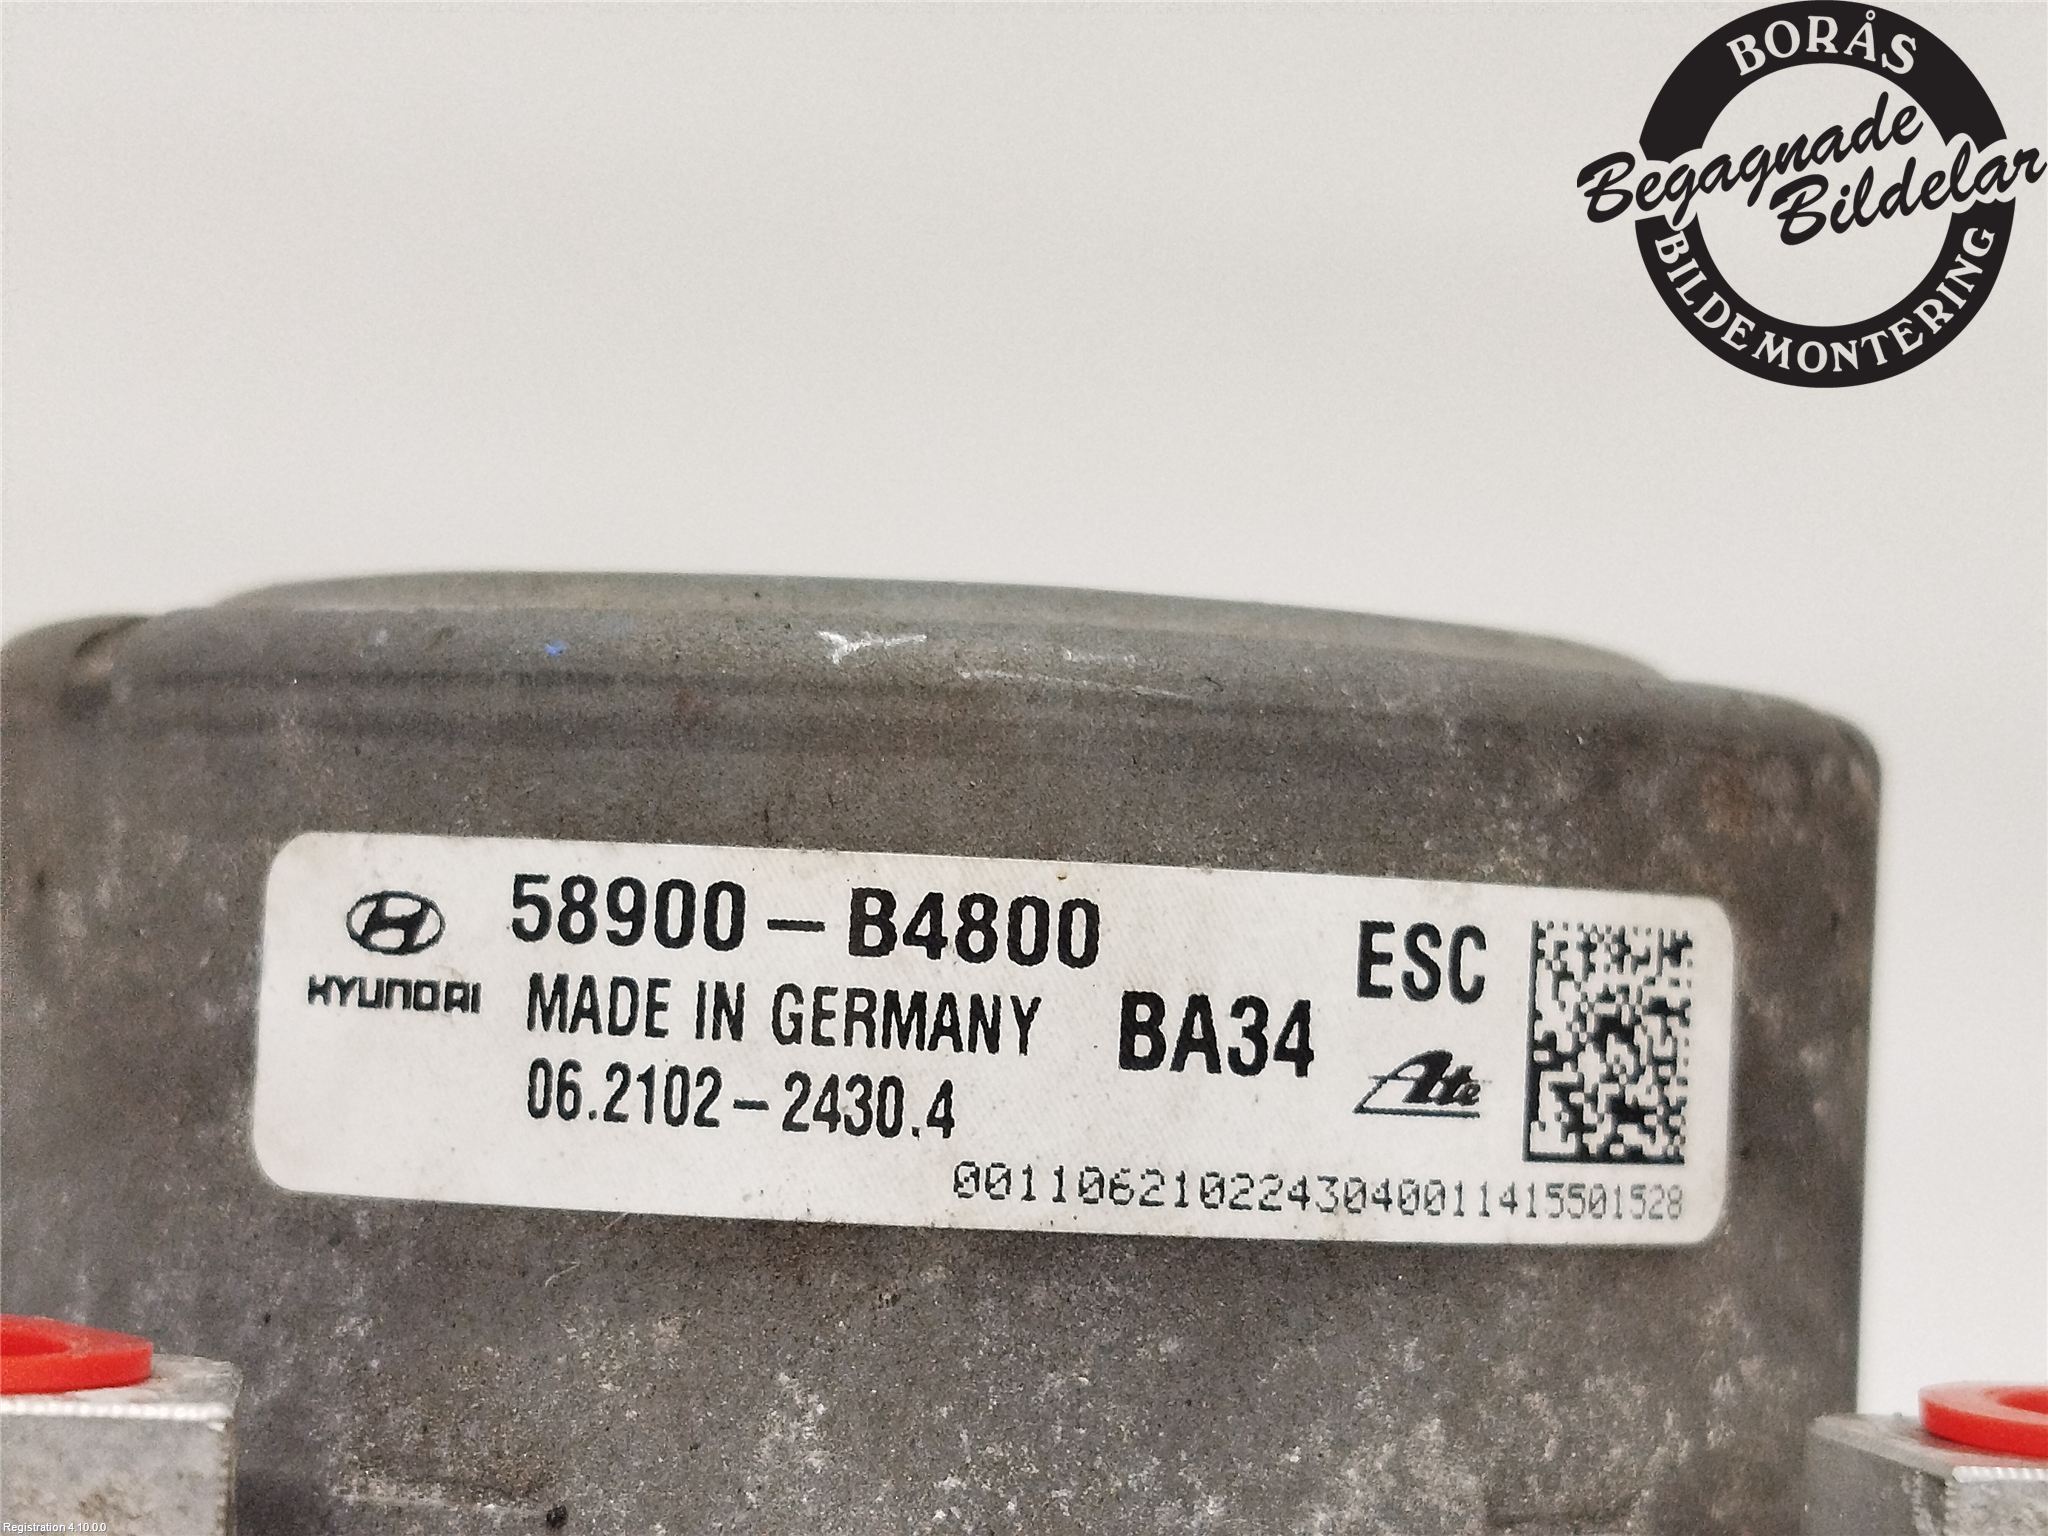 BORÅS
Begagnade
Bildelar
BILDEMONTERING
HYUNDAI
58900-B4800
MADE IN GERMANY
06.2102-2430.4
BA34
ESC
Ate
0011062102243040011415501528
Registration 4.10.0.0